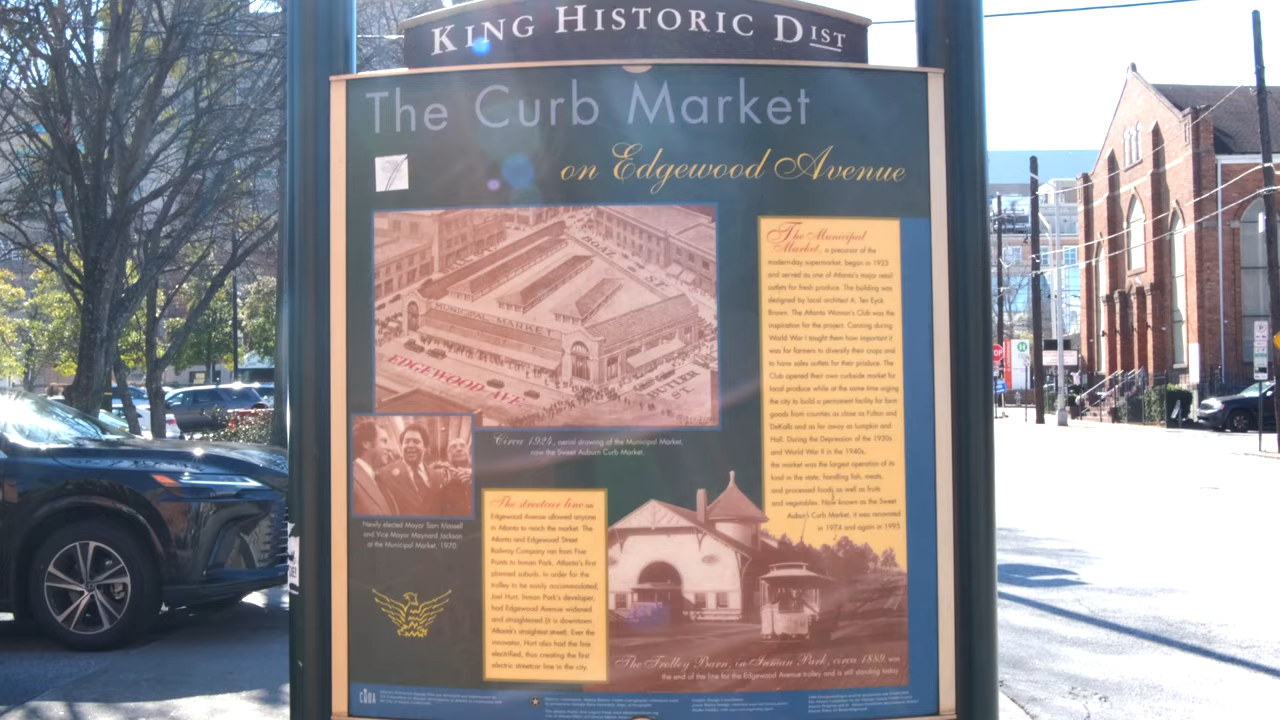 KING HISTORIC DIST
The Curb Market
on Edgewood Avenue
BOAZ ST.
MUNICIPAL MARKET
EDGEWOOD AVE.
BUTLER ST.
Circa 1924, aerial drawing of the Municipal Market,
now the Sweet Auburn Curb Market.
Newly elected Mayor Sam Massell
and Vice Mayor Maynard Jackson,
at the Municipal Market, 1970.
The streetcar line on
Edgewood Avenue allowed anyone
in Atlanta to reach the market. The
Atlanta and Edgewood Street
Railway Company ran from Five
Points to Inman Park, Atlanta's first
planned suburb. In order for the
trolley to be easily accommodated,
Joel Hurt, Inman Park's developer,
had Edgewood Avenue widened
and straightened (it is downtown
Atlanta's straightest street). Ever the
innovator, Hurt also had the line
electrified, thus creating the first
electric streetcar line in the city.
The Municipal
Market, a precursor of the
modern-day supermarket, began in 1923
and served as one of Atlanta's major retail
outlets for fresh produce. The building was
designed by local architect A. Ten Eyck
Brown. The Atlanta Woman's Club was the
inspiration for the project. Canning during
World War I taught them how important it
was for farmers to diversify their crops and
to have sales outlets for their produce. The
Club opened their own curbside market for
local produce while at the same time urging
the city to build a permanent facility for farm
goods from counties as close as Fulton and
DeKalb and as far away as Lumpkin and
Hall. During the Depression of the 1930s
and World War II in the 1940s,
the market was the largest operation of its
kind in the state, handling fish, meats,
and processed foods as well as fruits
and vegetables. Now known as the Sweet
Auburn Curb Market, it was renovated
in 1974 and again in 1995.
The Trolley Barn, in Inman Park, circa 1889, was
the end of the line for the Edgewood Avenue trolley and is still standing today.
STOP